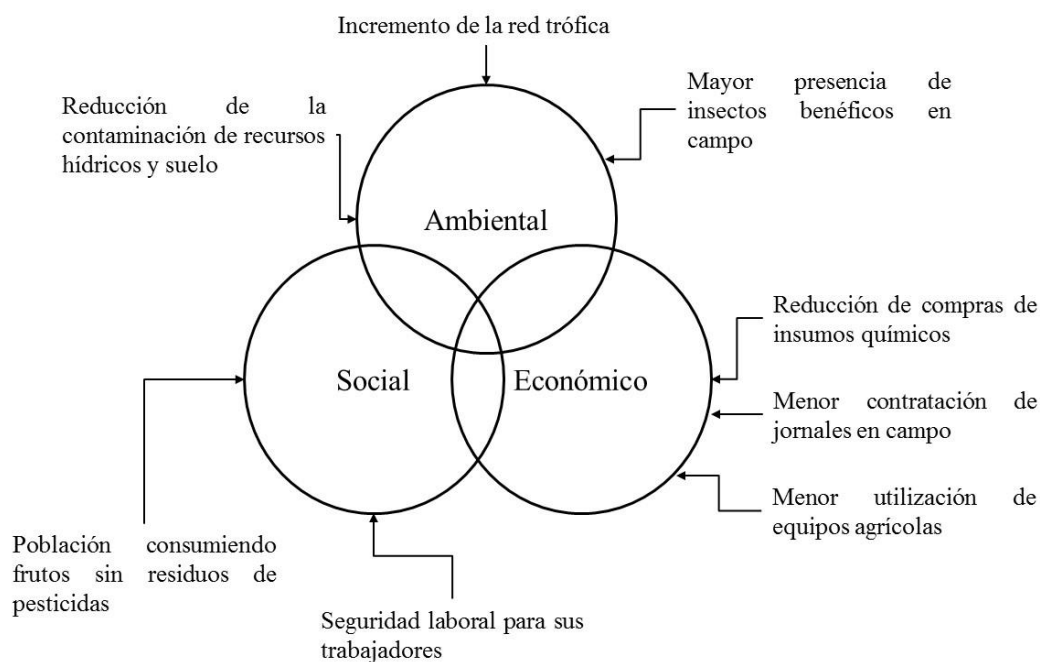 Incremento de la red trófica
Mayor presencia de
insectos benéficos en
campo
Reducción de la
contaminación de recursos
hídricos y suelo
Ambiental
Reducción de compras de
insumos químicos
Social
Económico
Menor contratación de
jornales en campo
Menor utilización de
equipos agrícolas
Población consumiendo
frutos sin residuos de
pesticidas
Seguridad laboral para sus
trabajadores